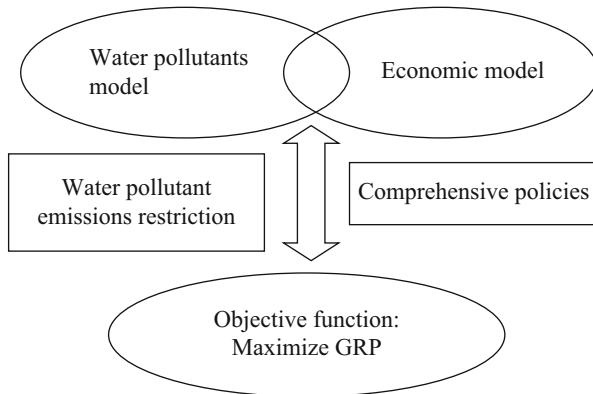 Water pollutants
model
Economic model
Water pollutant
emissions restriction
Comprehensive policies
Objective function:
Maximize GRP